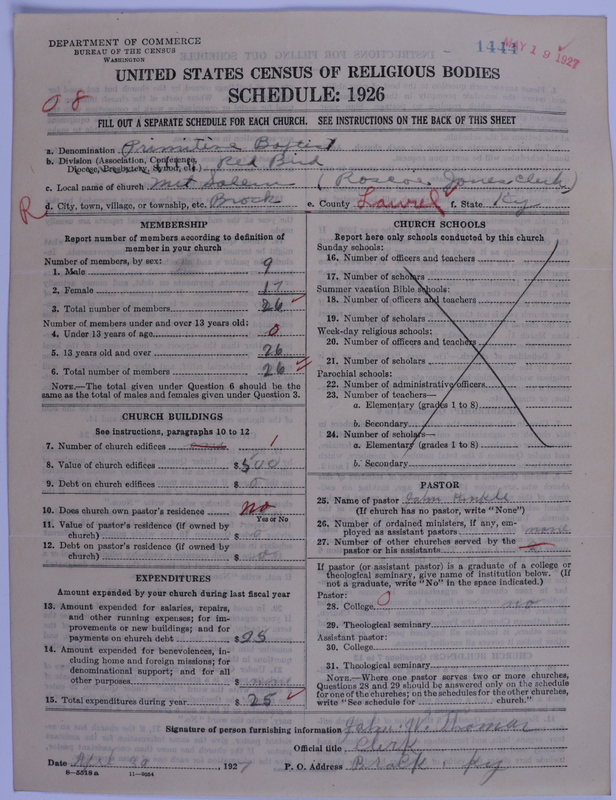 DEPARTMENT OF COMMERCE
BUREAU OF THE CENSUS
WASHINGTON
1444
MAY 19 1927
UNITED STATES CENSUS OF RELIGIOUS BODIES
SCHEDULE: 1926
FILL OUT A SEPARATE SCHEDULE FOR EACH CHURCH. SEE INSTRUCTIONS ON THE BACK OF THIS SHEET
a. Denomination Primitive Baptist
b. Division (Association, Conference, Diocese, Presbytery, Synod, etc.) Red Bird
c. Local name of church Mt Salem (Roscoe Jones clerk)
R
d. City, town, village, or township, etc. Brock e. County Laurel f. State Ky
MEMBERSHIP
Report number of members according to definition of
member in your church
Number of members, by sex:
1. Male 9
2. Female 17
3. Total number of members 26
Number of members under and over 13 years old:
4. Under 13 years of age 0
5. 13 years old and over 26
6. Total number of members 26
NOTE.—The total given under Question 6 should be the
same as the total of males and females given under Question 3.
CHURCH BUILDINGS
See instructions, paragraphs 10 to 12
7. Number of church edifices 1
8. Value of church edifices $500
9. Debt on church edifices $ 0
10. Does church own pastor's residence No
Yes or No
11. Value of pastor's residence (if owned by
church) $
12. Debt on pastor's residence (if owned by
church) $
EXPENDITURES
Amount expended by your church during last fiscal year
13. Amount expended for salaries, repairs,
and other running expenses; for im-
provements or new buildings; and for
payments on church debt $25
14. Amount expended for benevolences, in-
cluding home and foreign missions; for
denominational support; and for all
other purposes $ none
15. Total expenditures during year $ 25
CHURCH SCHOOLS
Report here only schools conducted by this church
Sunday schools:
16. Number of officers and teachers
17. Number of scholars
Summer vacation Bible schools:
18. Number of officers and teachers
19. Number of scholars
Week-day religious schools:
20. Number of officers and teachers
21. Number of scholars
Parochial schools:
22. Number of administrative officers
23. Number of teachers—
a. Elementary (grades 1 to 8)
b. Secondary
24. Number of scholars—
a. Elementary (grades 1 to 8)
b. Secondary
PASTOR
25. Name of pastor John
(If church has no pastor, write "None")
26. Number of ordained ministers, if any, em-
ployed as assistant pastors none
27. Number of other churches served by the
pastor or his assistants
If pastor (or assistant pastor) is a graduate of a college or
theological seminary, give name of institution below. (If
not a graduate, write "No" in the space indicated.)
Pastor:
28. College no
29. Theological seminary
Assistant pastor:
30. College
31. Theological seminary
NOTE.—Where one pastor serves two or more churches,
Questions 28 and 29 should be answered only on the schedule
for one of the churches; on the schedules for the other churches,
write "See schedule for church."
Signature of person furnishing information John W. Thomas
Official title Clerk
Date April 192 7 P. O. Address Ky
8—5518 a 11—9664